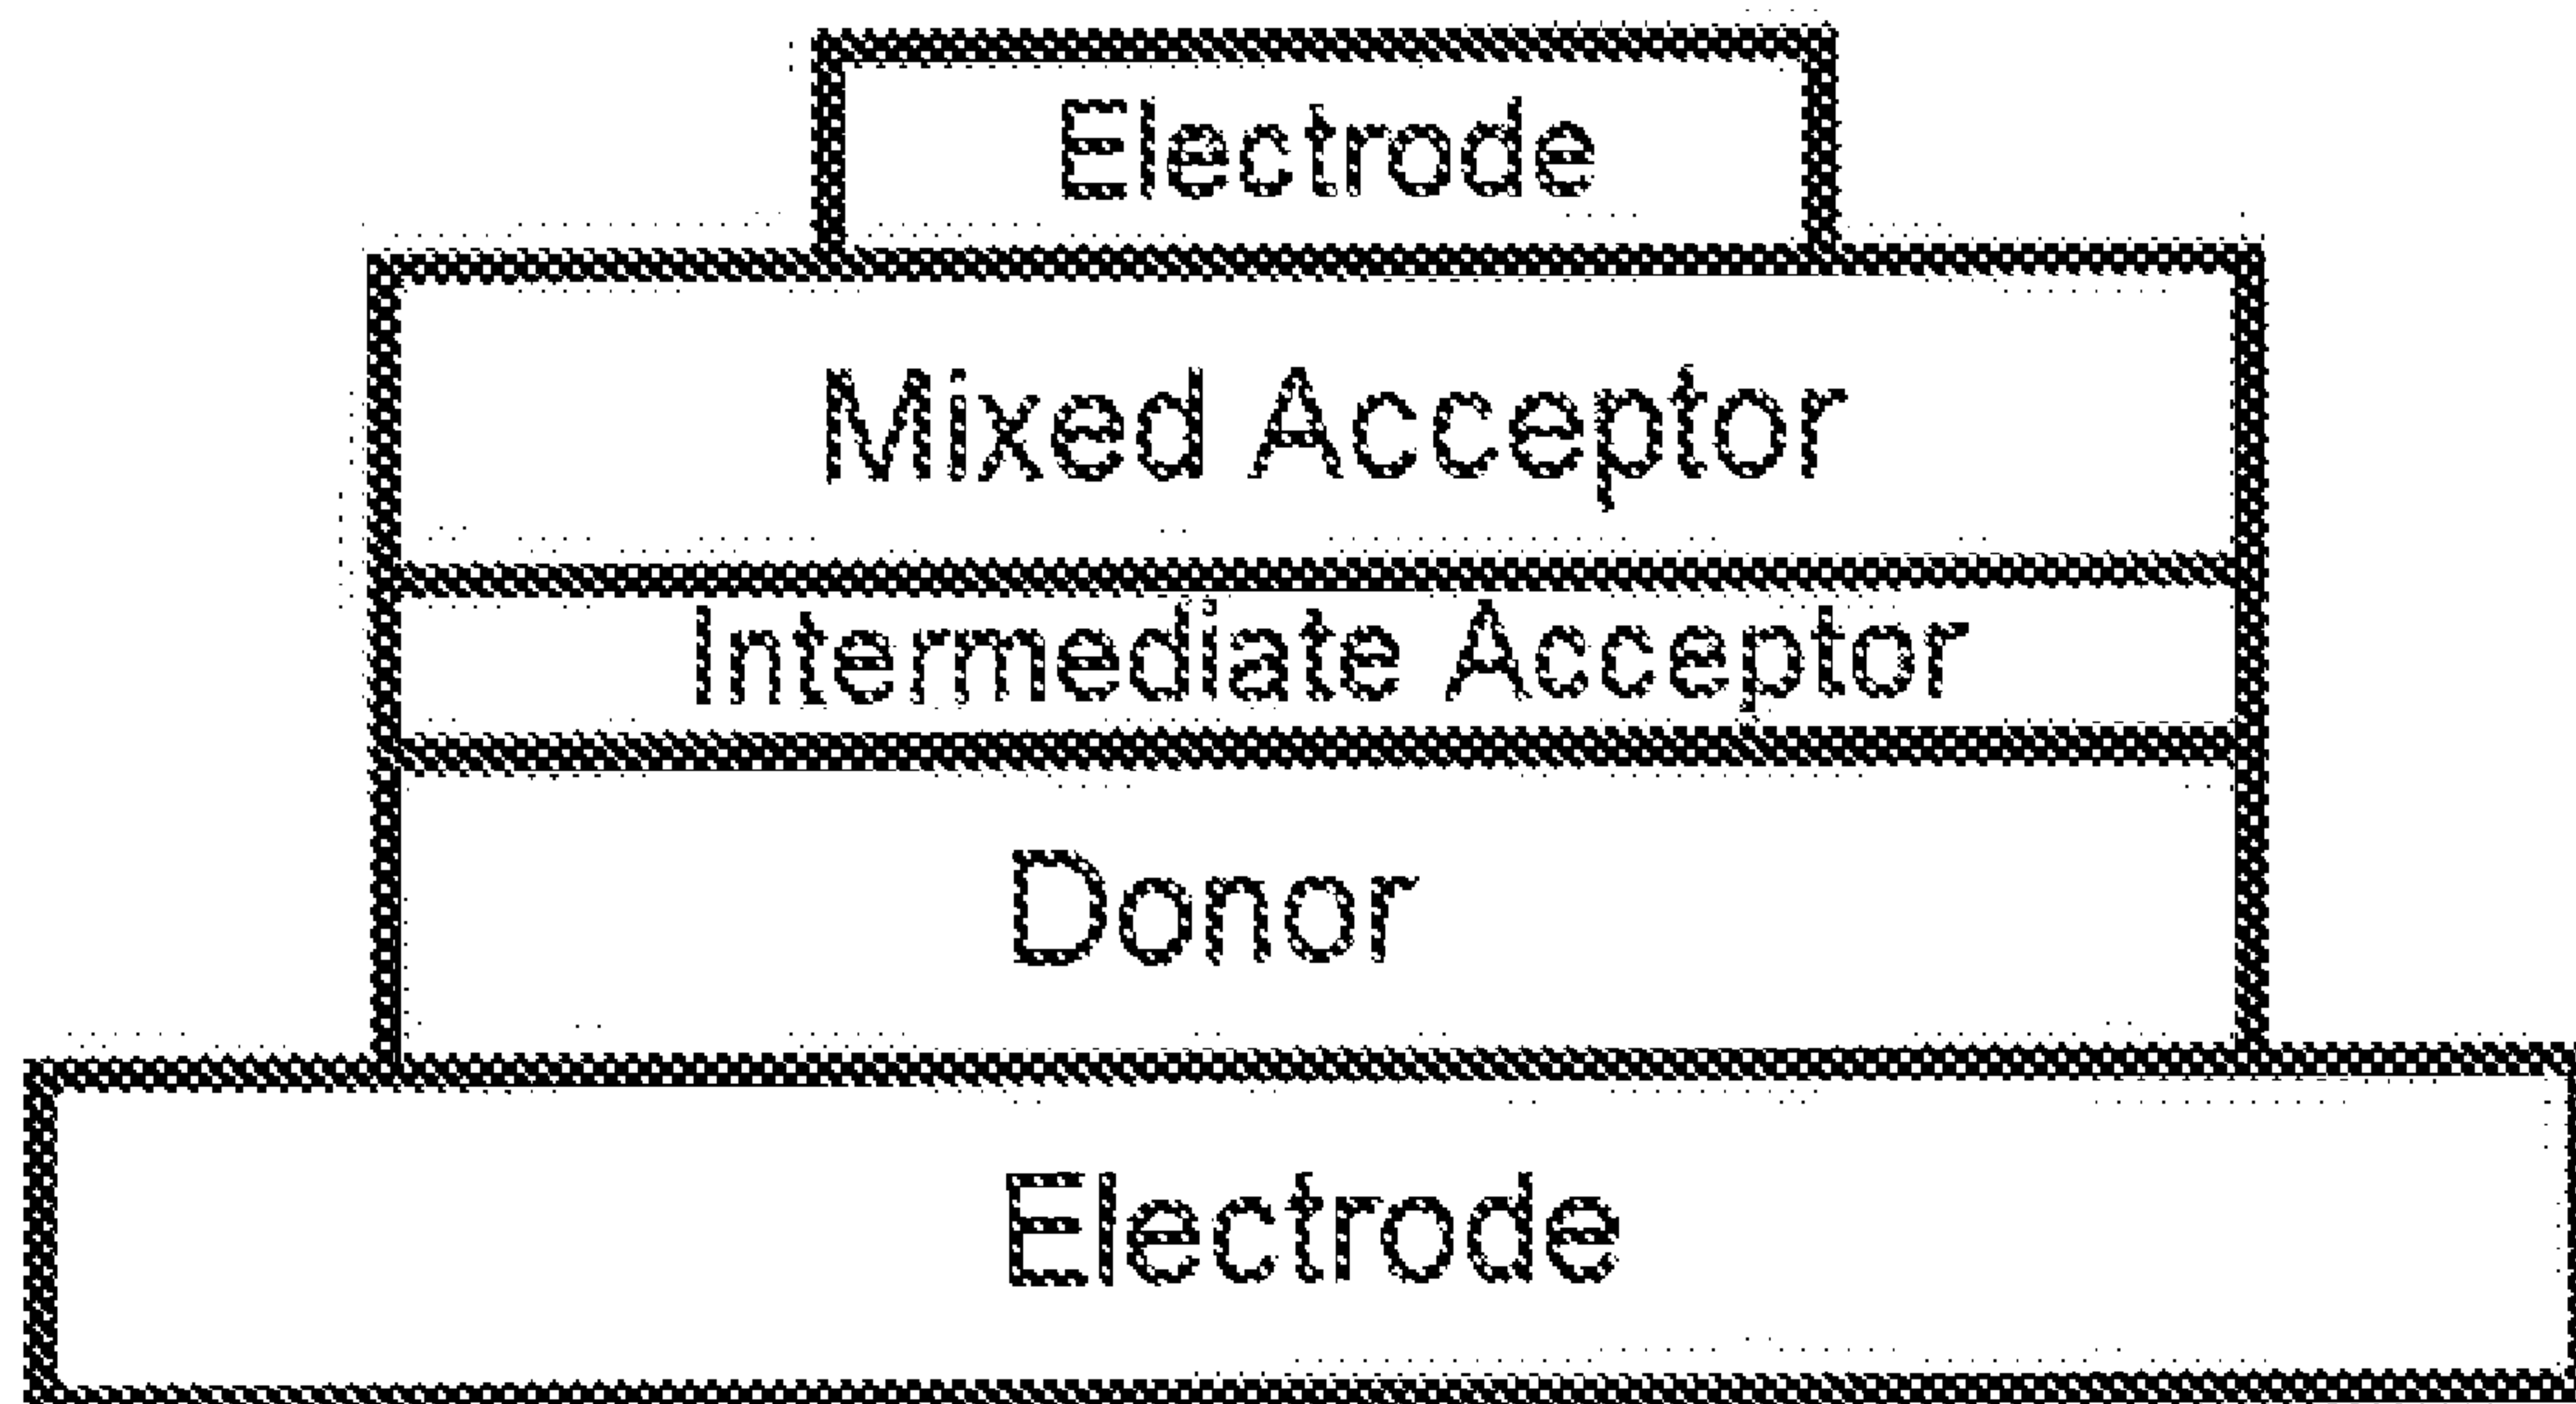 Electrode
Mixed Acceptor
Intermediate Acceptor
Donor
Electrode